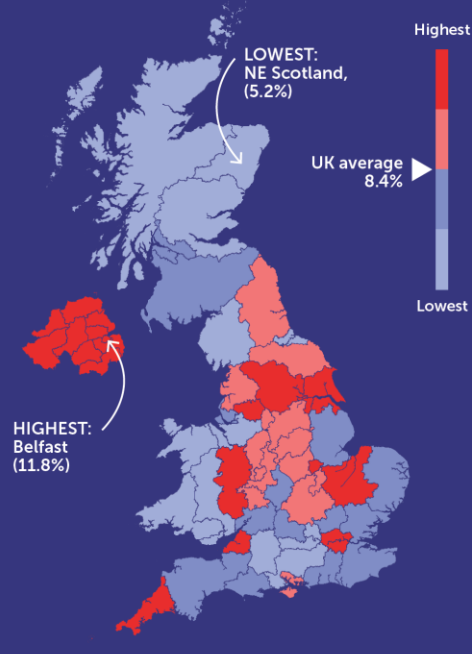 Highest
LOWEST:
NE Scotland,
(5.2%)
UK average
8.4%
Lowest
HIGHEST:
Belfast
(11.8%)